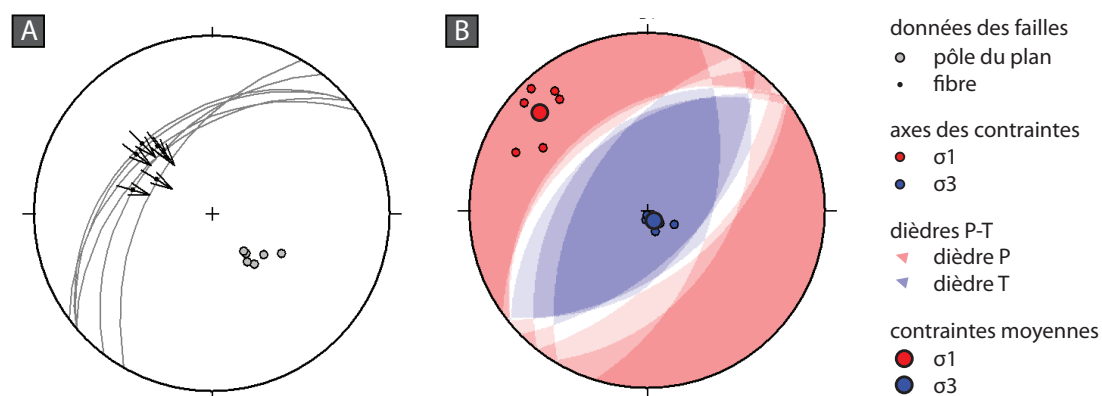 A
B
données des failles
pôle du plan
fibre
axes des contraintes
σ1
σ3
dièdres P-T
dièdre P
dièdre T
contraintes moyennes
σ1
σ3